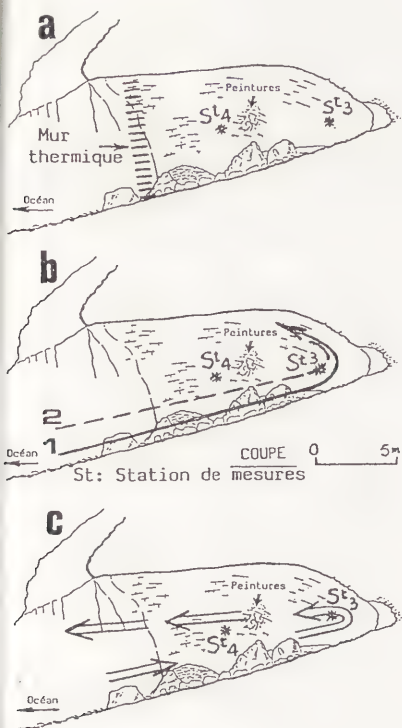 a
Peintures
St4
St3
Mur
thermique
Océan
b
Peintures
St4
St3
2
1
Océan
COUPE 0 5m
St: Station de mesures
c
Peintures
St3
St4
Océan